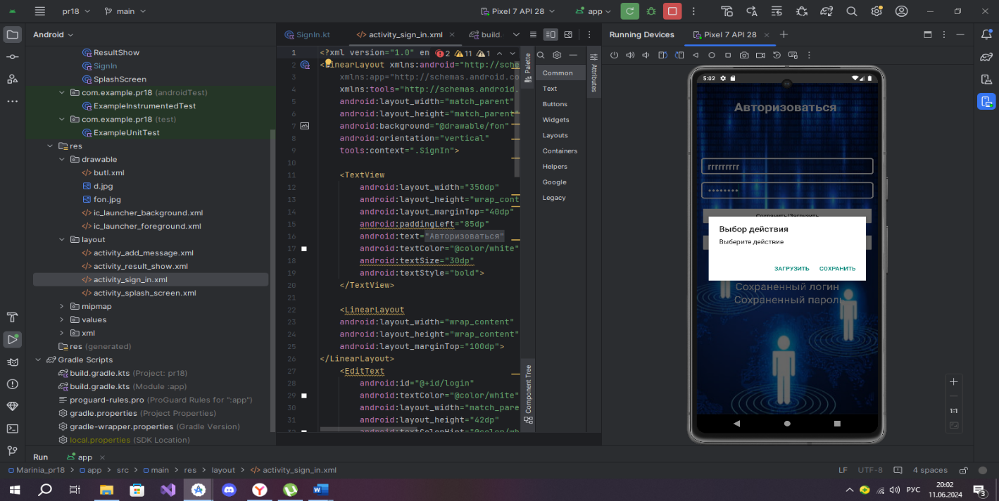 pr18
main
Pixel 7 API 28
app
Android
ResultShow
SignIn
SplashScreen
com.example.pr18 (androidTest)
ExampleInstrumentedTest
com.example.pr18 (test)
ExampleUnitTest
res
drawable
butl.xml
d.jpg
fon.jpg
ic_launcher_background.xml
ic_launcher_foreground.xml
layout
activity_add_message.xml
activity_result_show.xml
activity_sign_in.xml
activity_splash_screen.xml
mipmap
values
xml
res (generated)
Gradle Scripts
build.gradle.kts (Project: pr18)
build.gradle.kts (Module :app)
proguard-rules.pro (ProGuard Rules for ":app")
gradle.properties (Project Properties)
gradle-wrapper.properties (Gradle Version)
local.properties (SDK Location)
SignIn.kt
activity_sign_in.xml
build.
2 11 1
1 <?xml version="1.0" en
2 <LinearLayout xmlns:android="http://sche
3 xmlns:app="http://schemas.android.co
4 xmlns:tools="http://schemas.android.
5 android:layout_width="match_parent"
6 android:layout_height="match_parent"
7 android:background="@drawable/fon"
8 android:orientation="vertical"
9 tools:context=".SignIn">
10
11 <TextView
12 android:layout_width="350dp"
13 android:layout_height="wrap_cont
14 android:layout_marginTop="40dp"
15 android:paddingLeft="85dp"
16 android:text="Авторизоваться"
17 android:textColor="@color/white"
18 android:textSize="30dp"
19 android:textStyle="bold">
20 </TextView>
21
22 <LinearLayout
23 android:layout_width="wrap_content"
24 android:layout_height="wrap_content"
25 android:layout_marginTop="100dp">
26 </LinearLayout>
27 <EditText
28 android:id="@+id/login"
29 android:textColor="@color/white"
30 android:layout_width="match_pare
31 android:layout_height="42dp"
android:textColorHint="@color/wh
Palette
Component Tree
Common
Text
Buttons
Widgets
Layouts
Containers
Helpers
Google
Legacy
Attributes
Running Devices
Pixel 7 API 28
5:02
Авторизоваться
ггггггггг
Сохранить/Загрузить
Выбор действия
Выберите действие
ЗАГРУЗИТЬ СОХРАНИТЬ
Сохраненный логин
Сохраненный пароль
1:1
Run
app
Marinia_pr18 > app > src > main > res > layout > activity_sign_in.xml
LF UTF-8 4 spaces
РУС
20:02
11.06.2024
3